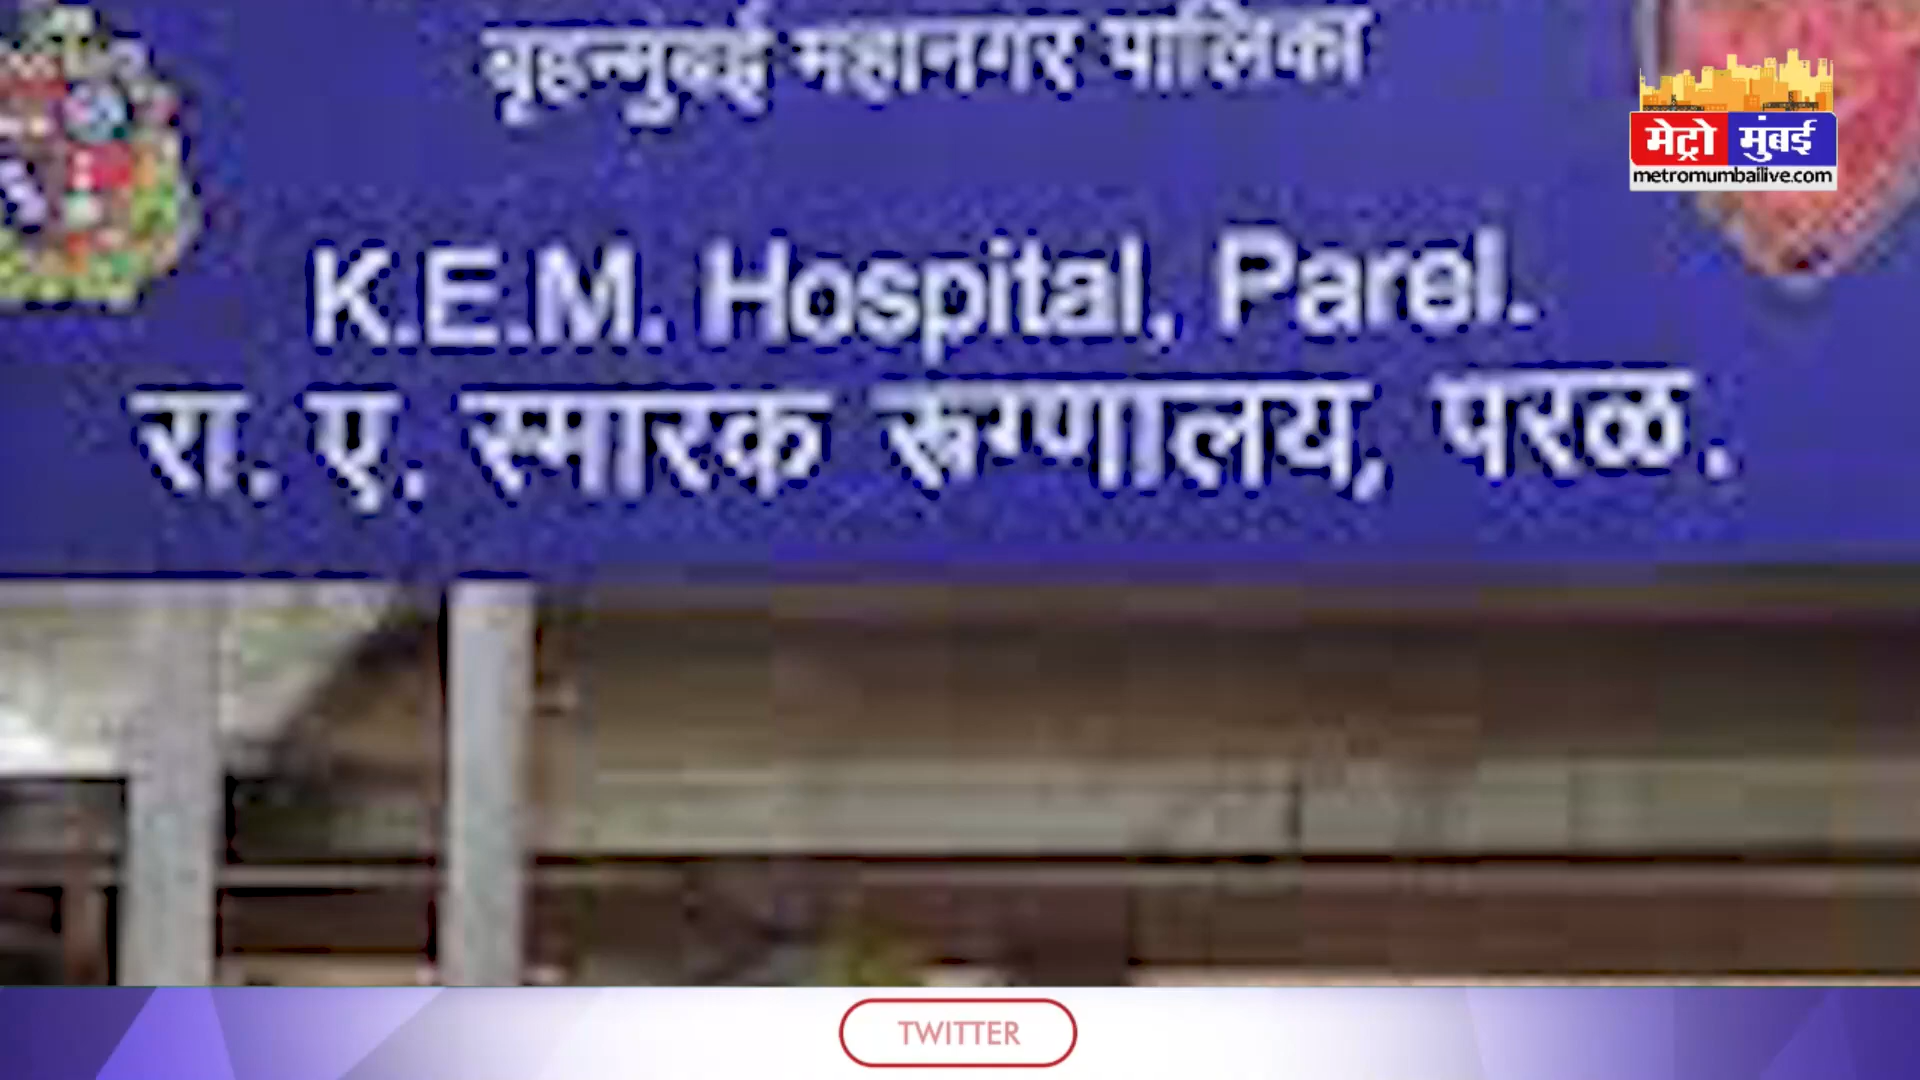 बृहन्मुंबई महानगर पालिका
मेट्रो मुंबई
metromumbailive.com
K.E.M. Hospital, Parel.
रा. ए. स्मारक रूग्णालय, परळ.
TWITTER